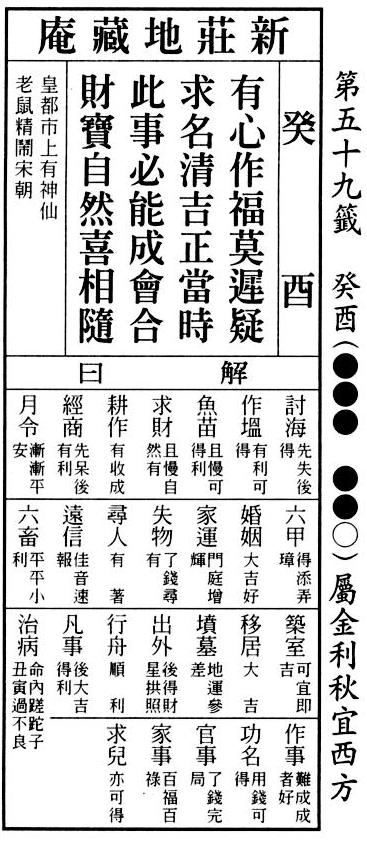 第五十九籤 癸酉(●●● ●●○)屬金利秋宜西方
新莊地藏庵
癸酉
有心作福莫遲疑
求名清吉正當時
此事必能成會合
財寶自然喜相隨
皇都市上有神仙
老鼠精鬧宋朝
解曰
討海 先失後得
作塭 有利可得
魚苗 且慢可得利
求財 且慢自然有
耕作 有收成
經商 先呆後有利
月令 漸漸平安
六甲 得添弄璋
婚姻 大吉好
家運 門庭增輝
失物 了錢尋有
尋人 有著
遠信 佳音速報
六畜 平平小利
築室 可宜即吉
移居 大吉
墳墓 地運參差
出外 後得財星拱照
行舟 順利
凡事 後大吉得利
治病 命內蹉跎子丑寅過不良
作事 難成成者好
功名 用錢可得
官事 了錢完局
家事 百福百祿
求兒 亦可得